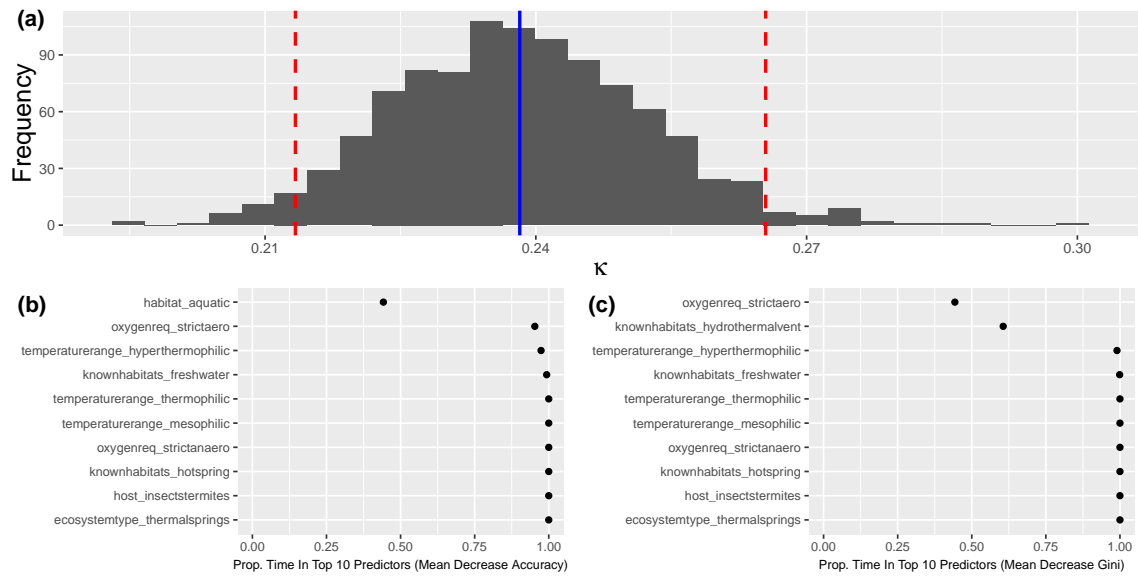 (a)
Frequency
90
60
30
0
0.21 0.24 0.27 0.30
κ
(b)
habitat_aquatic
oxygenreq_strictaero
temperaturerange_hyperthermophilic
knownhabitats_freshwater
temperaturerange_thermophilic
temperaturerange_mesophilic
oxygenreq_strictanaero
knownhabitats_hotspring
host_insectstermites
ecosystemtype_thermalsprings
0.00 0.25 0.50 0.75 1.00
Prop. Time In Top 10 Predictors (Mean Decrease Accuracy)
(c)
oxygenreq_strictaero
knownhabitats_hydrothermalvent
temperaturerange_hyperthermophilic
knownhabitats_freshwater
temperaturerange_thermophilic
temperaturerange_mesophilic
oxygenreq_strictanaero
knownhabitats_hotspring
host_insectstermites
ecosystemtype_thermalsprings
0.00 0.25 0.50 0.75 1.00
Prop. Time In Top 10 Predictors (Mean Decrease Gini)